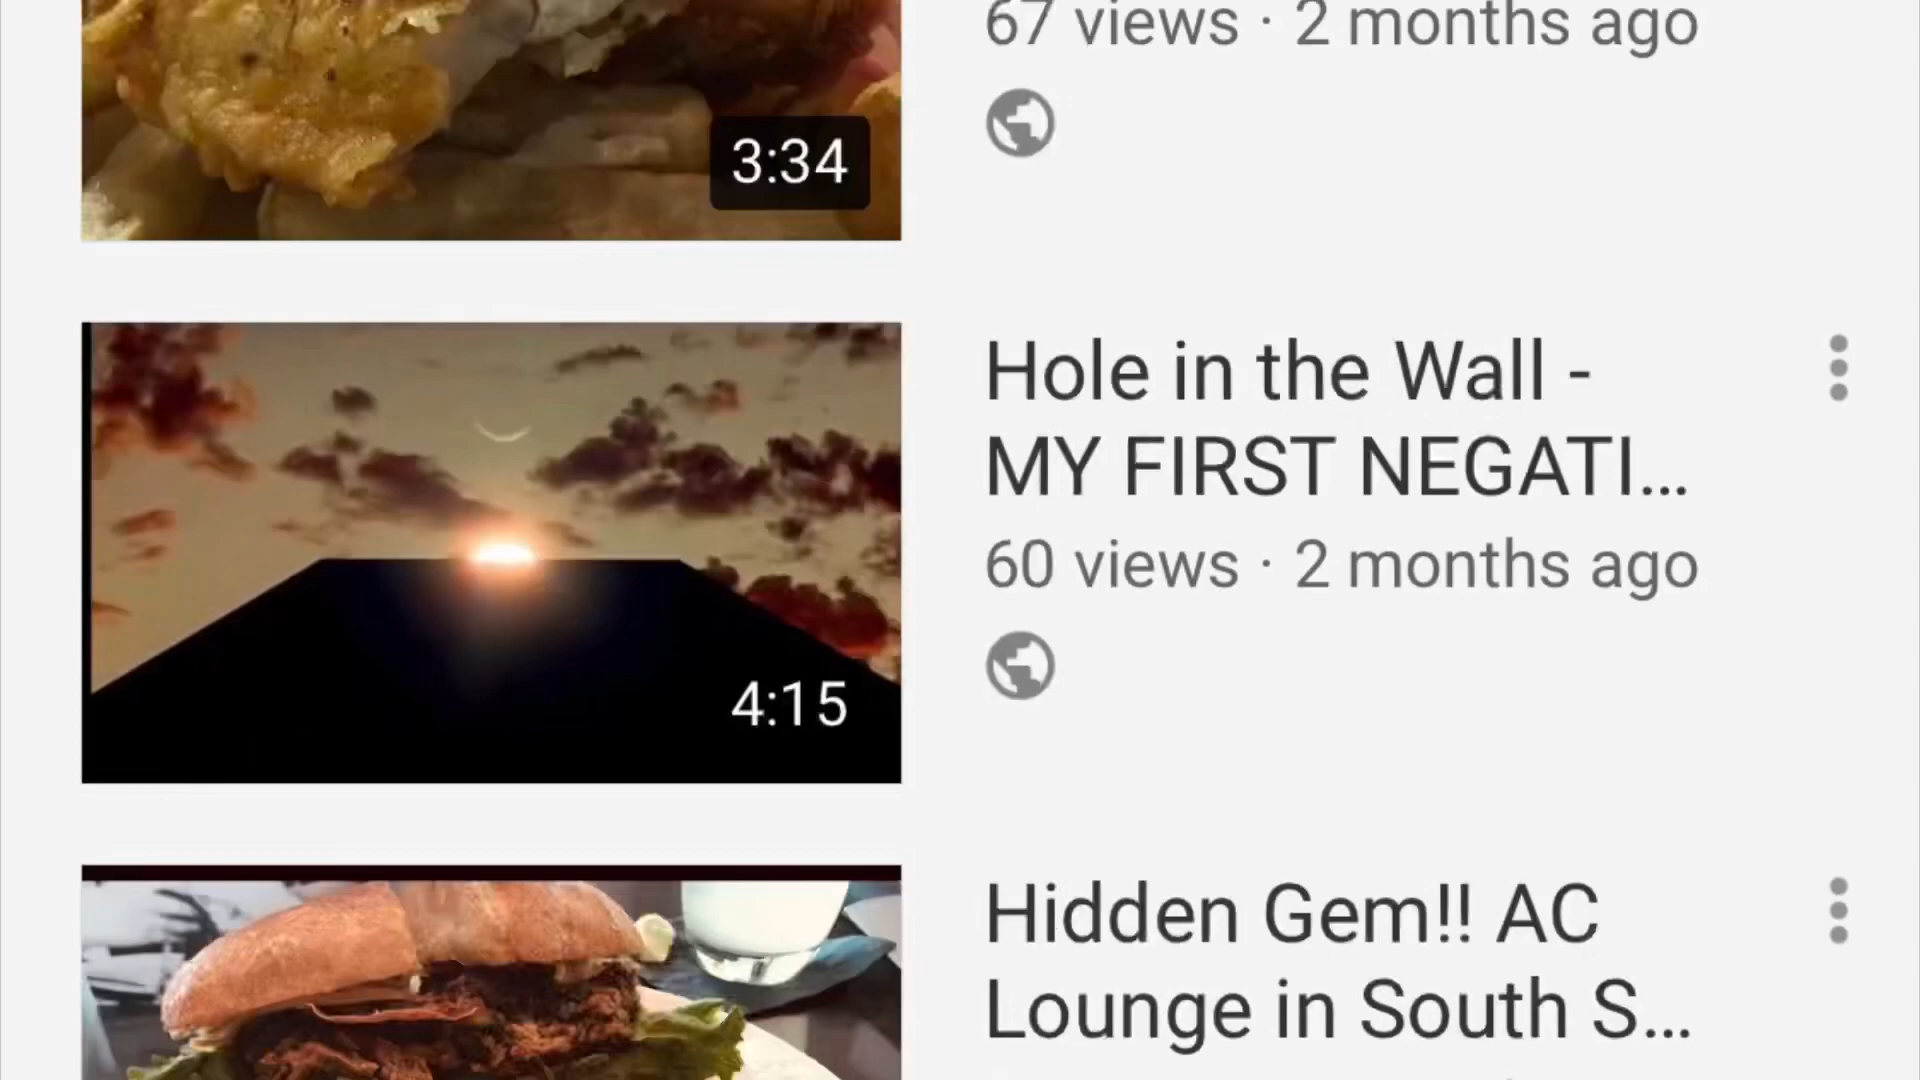 67 views · 2 months ago
3:34
Hole in the Wall -
MY FIRST NEGATI...
60 views · 2 months ago
4:15
Hidden Gem!! AC
Lounge in South S...